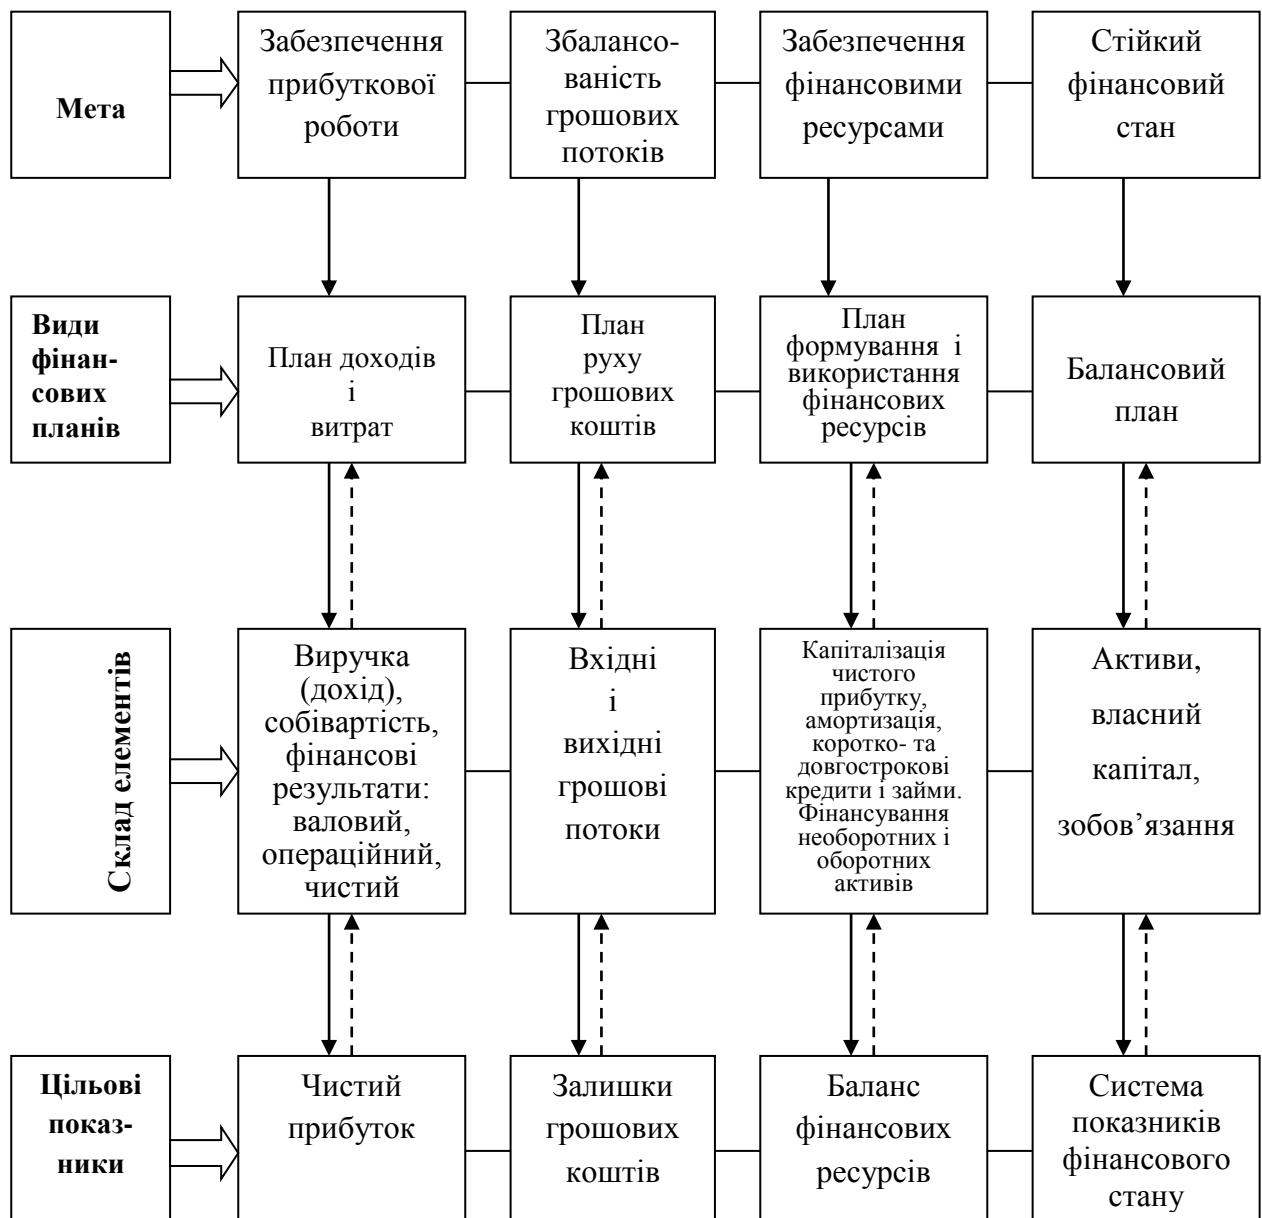 Мета
Забезпечення
прибуткової
роботи
Збалансо-
ваність
грошових
потоків
Забезпечення
фінансовими
ресурсами
Стійкий
фінансовий
стан
Види
фінан-
сових
планів
План доходів
і
витрат
План
руху
грошових
коштів
План
формування і
використання
фінансових
ресурсів
Балансовий
план
Склад елементів
Виручка
(дохід),
собівартість,
фінансові
результати:
валовий,
операційний,
чистий
Вхідні
і
вихідні
грошові
потоки
Капіталізація
чистого
прибутку,
амортизація,
коротко- та
довгострокові
кредити і займи.
Фінансування
необоротних і
оборотних
активів
Активи,
власний
капітал,
зобов’язання
Цільові
показ-
ники
Чистий
прибуток
Залишки
грошових
коштів
Баланс
фінансових
ресурсів
Система
показників
фінансового
стану